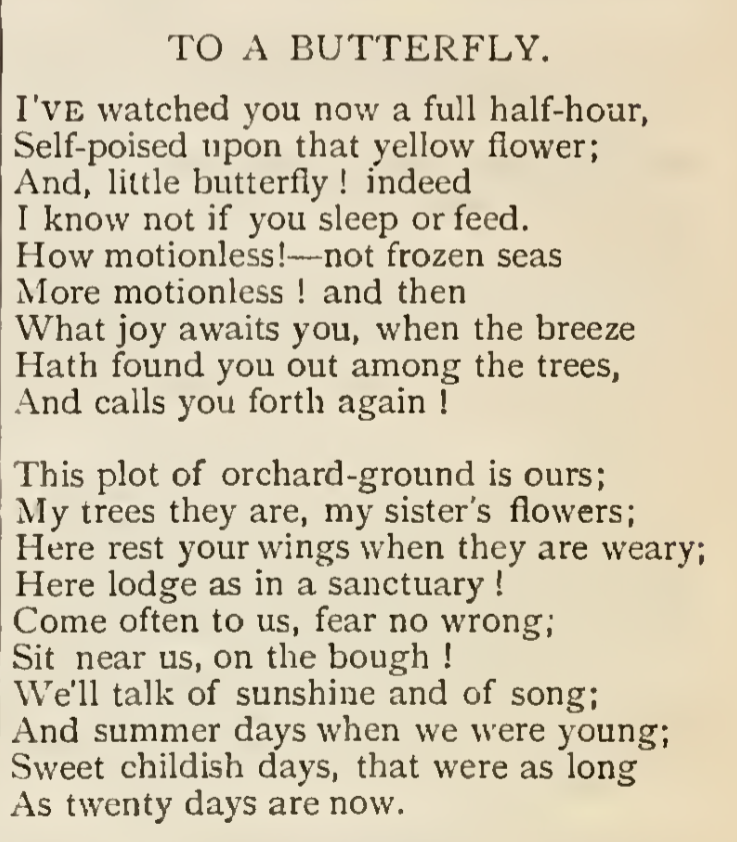 TO A BUTTERFLY.
I'VE watched you now a full half-hour,
Self-poised upon that yellow flower;
And, little butterfly ! indeed
I know not if you sleep or feed.
How motionless!—not frozen seas
More motionless ! and then
What joy awaits you, when the breeze
Hath found you out among the trees,
And calls you forth again !
This plot of orchard-ground is ours;
My trees they are, my sister's flowers;
Here rest your wings when they are weary;
Here lodge as in a sanctuary !
Come often to us, fear no wrong;
Sit near us, on the bough !
We'll talk of sunshine and of song;
And summer days when we were young;
Sweet childish days, that were as long
As twenty days are now.